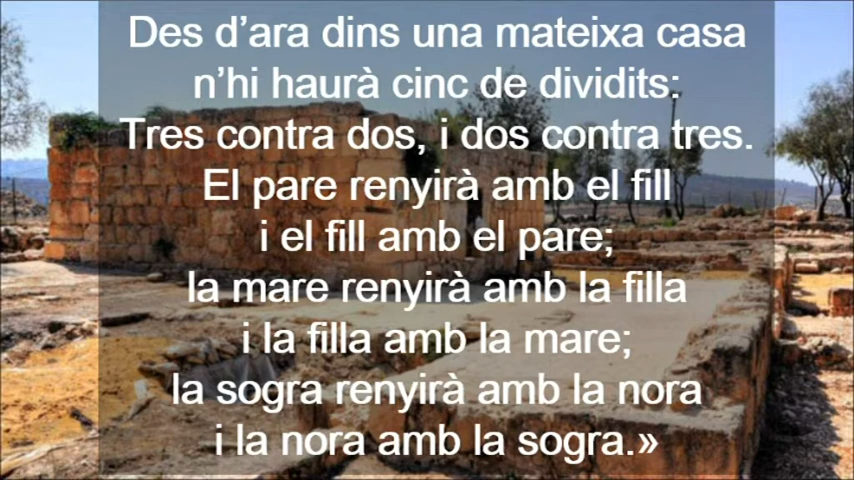 Des d’ara dins una mateixa casa
n’hi haurà cinc de dividits:
Tres contra dos, i dos contra tres.
El pare renyirà amb el fill
i el fill amb el pare;
la mare renyirà amb la filla
i la filla amb la mare;
la sogra renyirà amb la nora
i la nora amb la sogra.»